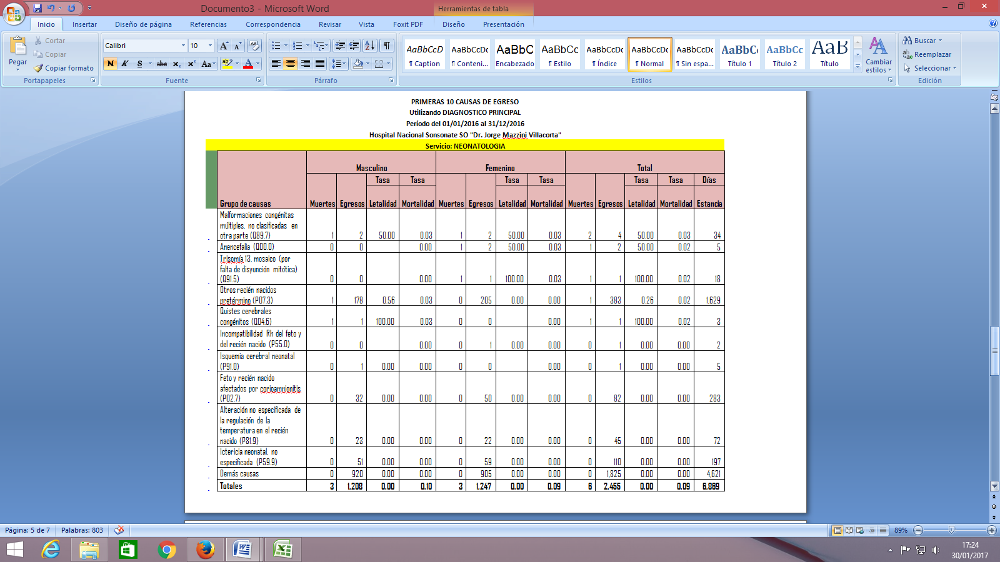 Documento3 - Microsoft Word
Herramientas de tabla
Inicio Insertar Diseño de página Referencias Correspondencia Revisar Vista Foxit PDF Diseño Presentación
Pegar
Cortar
Copiar
Copiar formato
Portapapeles
Calibri 10
N K S abc x₂ x² Aa
Fuente
Párrafo
AaBbCcD AaBbCcDc AaBbC AaBbCc AaBbCcDc AaBbCcDc AaBbCcDc AaBbCc AaBbCc AaB
¶ Caption ¶ Conteni... Encabezado ¶ Estilo ¶ Índice ¶ Normal ¶ Sin espa... Título 1 Título 2 Título
Estilos
Cambiar estilos
Buscar
Reemplazar
Seleccionar
Edición
PRIMERAS 10 CAUSAS DE EGRESO
Utilizando DIAGNOSTICO PRINCIPAL
Período del 01/01/2016 al 31/12/2016
Hospital Nacional Sonsonate SO "Dr. Jorge Mazzini Villacorta"
Servicio: NEONATOLOGIA
Masculino Femenino Total
Tasa Tasa Tasa Tasa Tasa Tasa Días
Grupo de causas Muertes Egresos Letalidad Mortalidad Muertes Egresos Letalidad Mortalidad Muertes Egresos Letalidad Mortalidad Estancia
Malformaciones congénitas
múltiples, no clasificadas en
otra parte (Q89.7) 1 2 50.00 0.03 1 2 50.00 0.03 2 4 50.00 0.03 34
Anencefalia (Q00.0) 0 0 0.00 1 2 50.00 0.03 1 2 50.00 0.02 5
Trisomía 13, mosaico (por
falta de disyunción mitótica)
(Q91.5) 0 0 0.00 1 1 100.00 0.03 1 1 100.00 0.02 18
Otros recién nacidos
pretérmino (P07.3) 1 178 0.56 0.03 0 205 0.00 0.00 1 383 0.26 0.02 1,629
Quistes cerebrales
congénitos (Q04.6) 1 1 100.00 0.03 0 0 0.00 1 1 100.00 0.02 3
Incompatibilidad Rh del feto y
del recién nacido (P55.0) 0 0 0.00 0 1 0.00 0.00 0 1 0.00 0.00 2
Isquemia cerebral neonatal
(P91.0) 0 1 0.00 0.00 0 0 0.00 0 1 0.00 0.00 5
Feto y recién nacido
afectados por corioamnionitis
(P02.7) 0 32 0.00 0.00 0 50 0.00 0.00 0 82 0.00 0.00 283
Alteración no especificada de
la regulación de la
temperatura en el recién
nacido (P81.9) 0 23 0.00 0.00 0 22 0.00 0.00 0 45 0.00 0.00 72
Ictericia neonatal, no
especificada (P59.9) 0 51 0.00 0.00 0 59 0.00 0.00 0 110 0.00 0.00 197
Demás causas 0 920 0.00 0.00 0 905 0.00 0.00 0 1,825 0.00 0.00 4,621
Totales 3 1,208 0.00 0.10 3 1,247 0.00 0.09 6 2,455 0.00 0.09 6,869
Página: 5 de 7 Palabras: 803
89%
17:24
30/01/2017